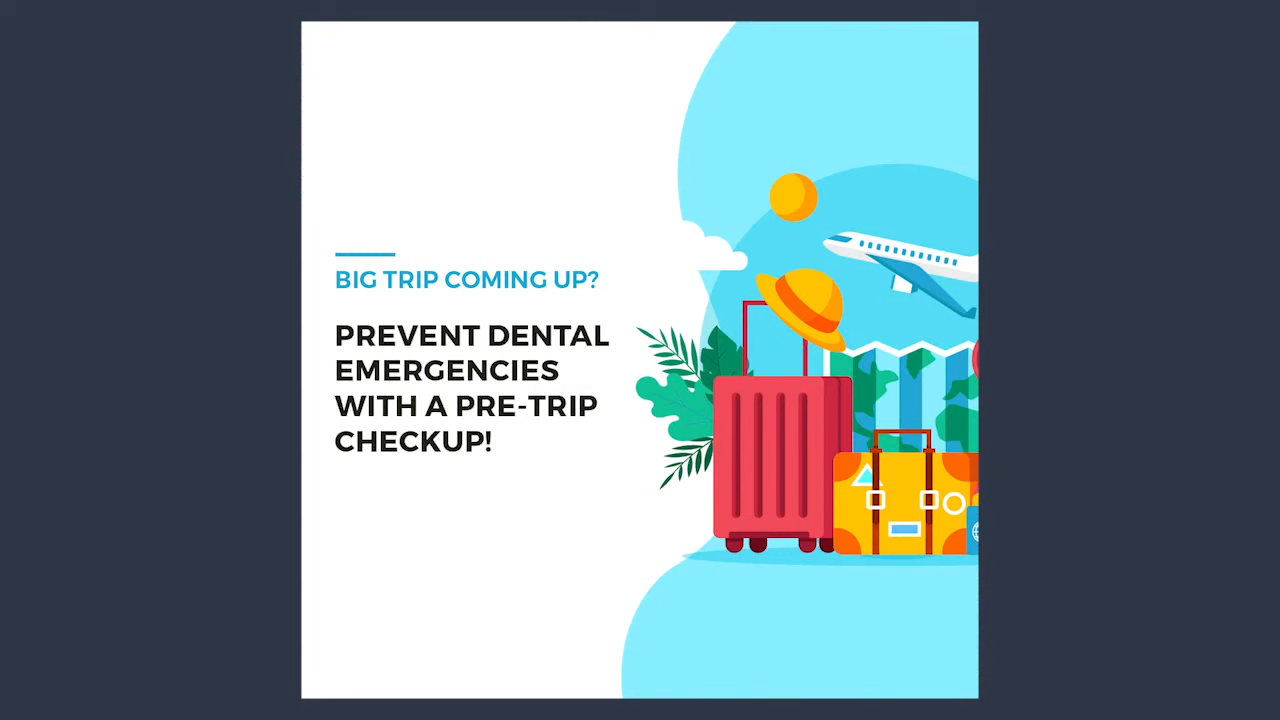 BIG TRIP COMING UP?
PREVENT DENTAL
EMERGENCIES
WITH A PRE-TRIP
CHECKUP!